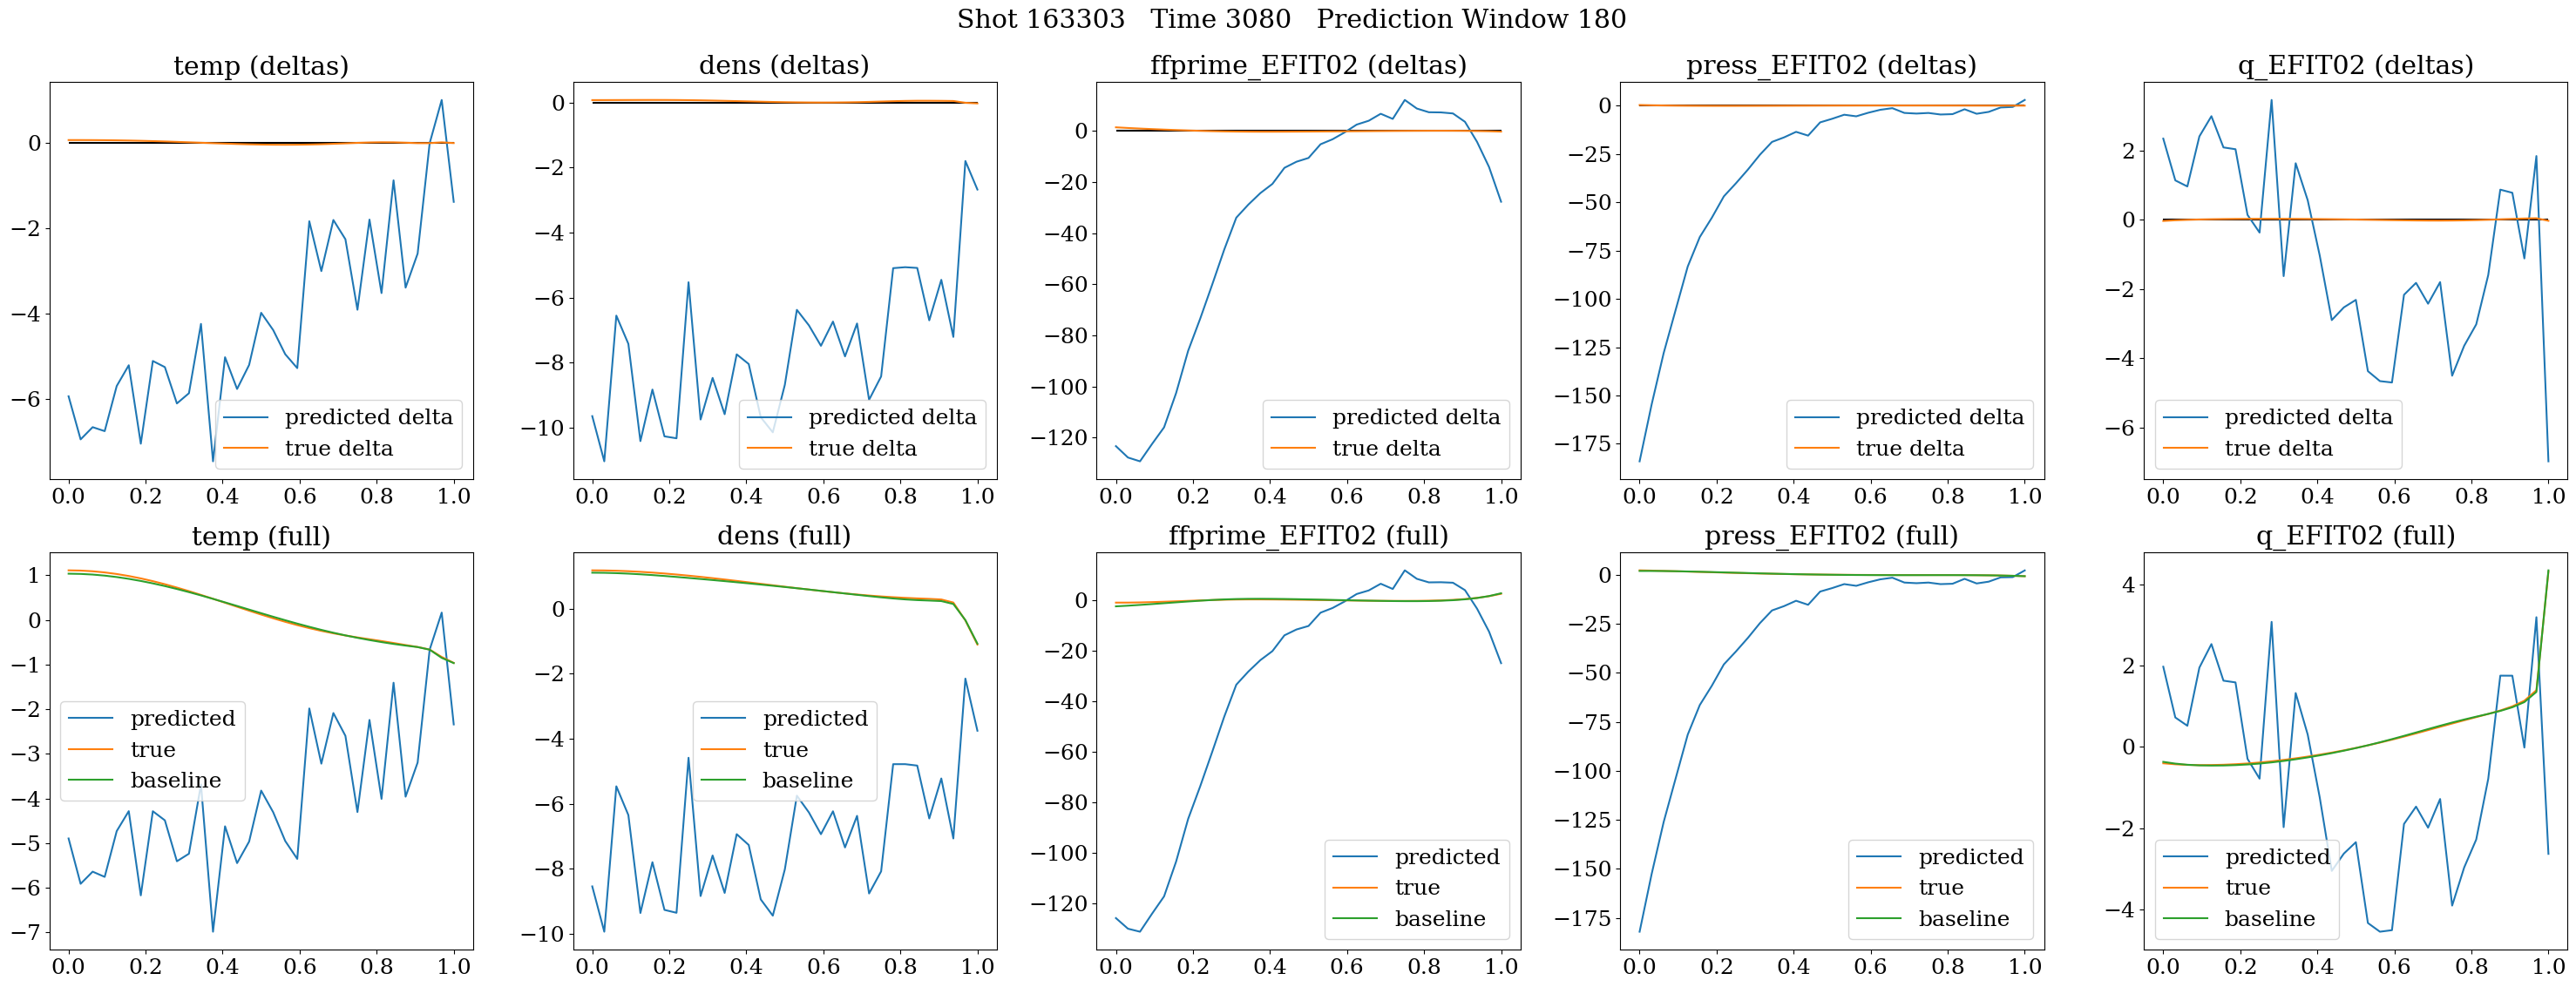 Shot 163303   Time 3080   Prediction Window 180
temp (deltas)
0
−2
−4
−6
0.0 0.2 0.4 0.6 0.8 1.0
predicted delta
true delta
dens (deltas)
0
−2
−4
−6
−8
−10
0.0 0.2 0.4 0.6 0.8 1.0
predicted delta
true delta
ffprime_EFIT02 (deltas)
0
−20
−40
−60
−80
−100
−120
0.0 0.2 0.4 0.6 0.8 1.0
predicted delta
true delta
press_EFIT02 (deltas)
0
−25
−50
−75
−100
−125
−150
−175
0.0 0.2 0.4 0.6 0.8 1.0
predicted delta
true delta
q_EFIT02 (deltas)
2
0
−2
−4
−6
0.0 0.2 0.4 0.6 0.8 1.0
predicted delta
true delta
temp (full)
1
0
−1
−2
−3
−4
−5
−6
−7
0.0 0.2 0.4 0.6 0.8 1.0
predicted
true
baseline
dens (full)
0
−2
−4
−6
−8
−10
0.0 0.2 0.4 0.6 0.8 1.0
predicted
true
baseline
ffprime_EFIT02 (full)
0
−20
−40
−60
−80
−100
−120
0.0 0.2 0.4 0.6 0.8 1.0
predicted
true
baseline
press_EFIT02 (full)
0
−25
−50
−75
−100
−125
−150
−175
0.0 0.2 0.4 0.6 0.8 1.0
predicted
true
baseline
q_EFIT02 (full)
4
2
0
−2
−4
0.0 0.2 0.4 0.6 0.8 1.0
predicted
true
baseline